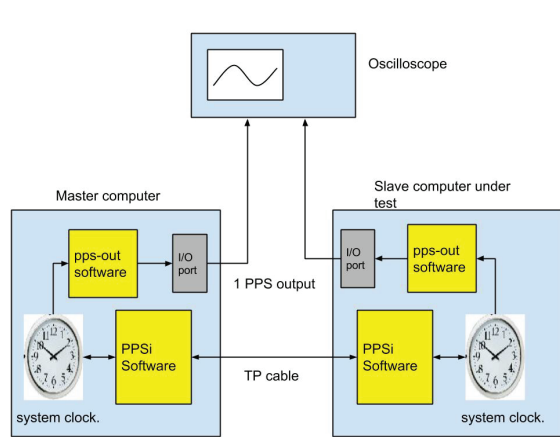 Oscilloscope
Master computer
Slave computer under
test
pps-out
software
I/O
port
I/O
port
pps-out
software
1 PPS output
PPSi
Software
PPSi
Software
TP cable
system clock.
system clock.